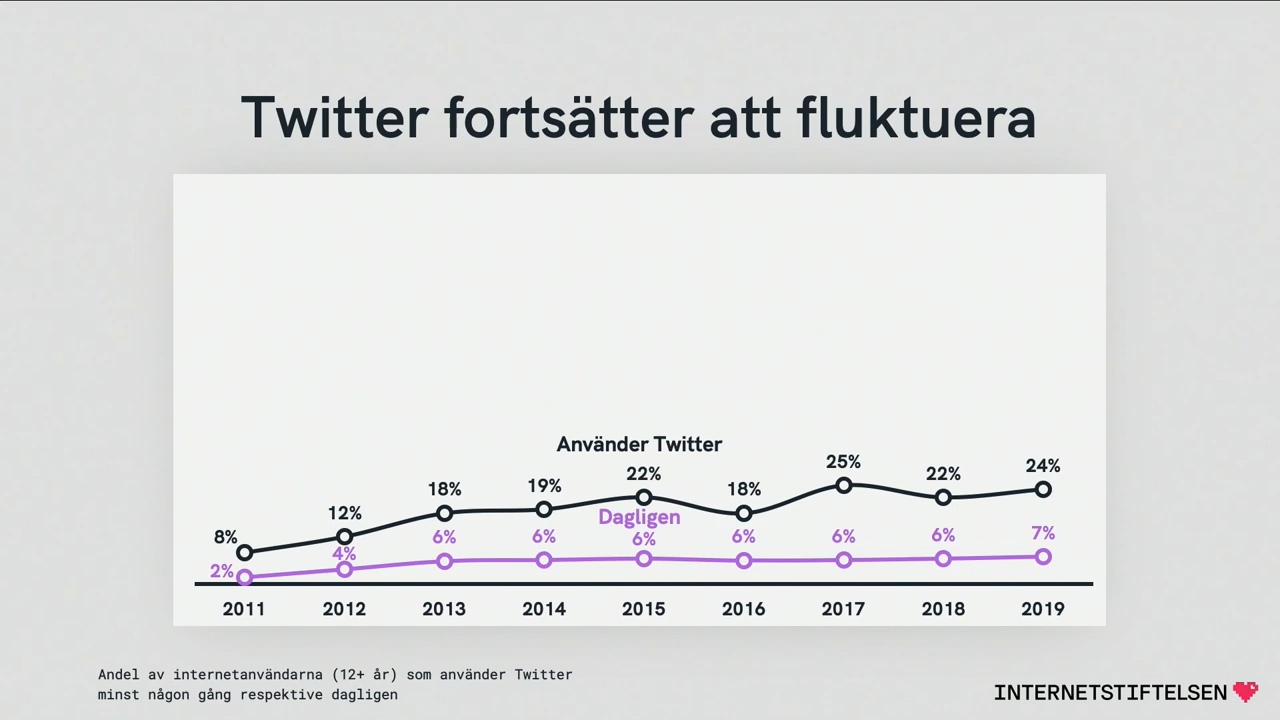 Twitter fortsätter att fluktuera
Använder Twitter
8%
12%
18%
19%
22%
18%
25%
22%
24%
Dagligen
2%
4%
6%
6%
6%
6%
6%
6%
7%
2011 2012 2013 2014 2015 2016 2017 2018 2019
Andel av internetanvändarna (12+ år) som använder Twitter
minst någon gång respektive dagligen
INTERNETSTIFTELSEN